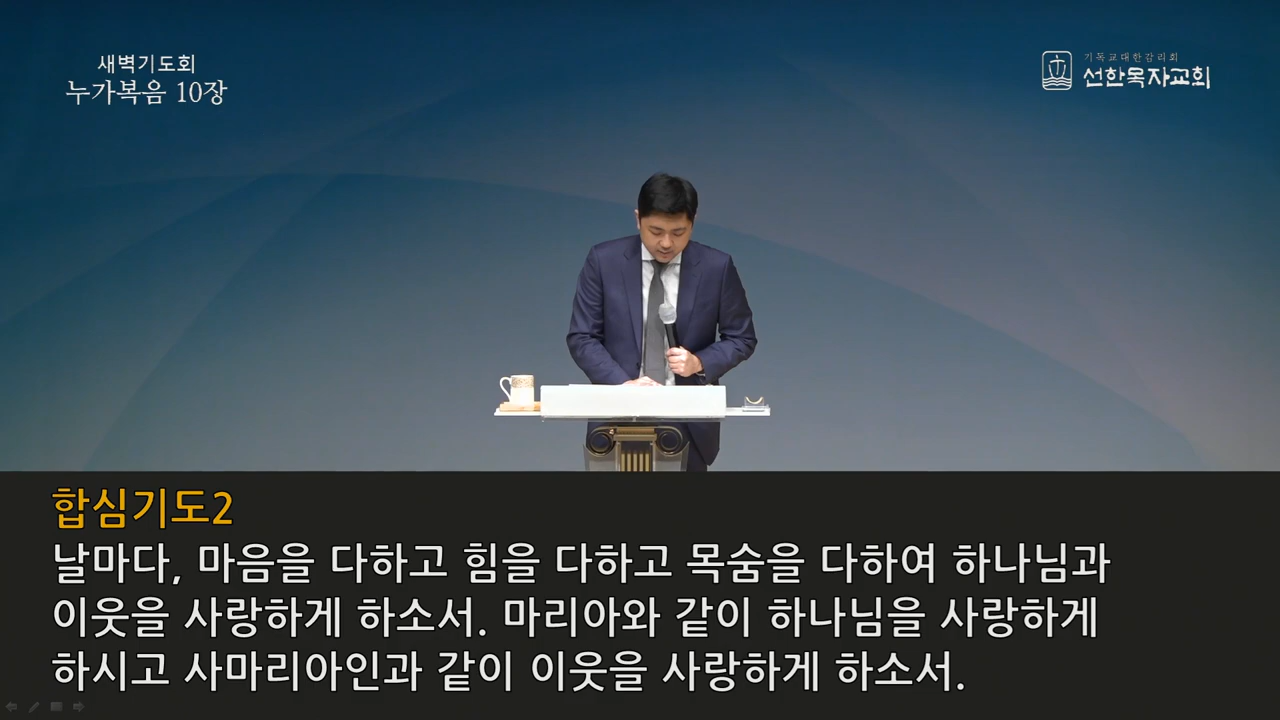 새벽기도회
누가복음 10장
기독교대한감리회
선한목자교회
합심기도2
날마다, 마음을 다하고 힘을 다하고 목숨을 다하여 하나님과
이웃을 사랑하게 하소서. 마리아와 같이 하나님을 사랑하게
하시고 사마리아인과 같이 이웃을 사랑하게 하소서.